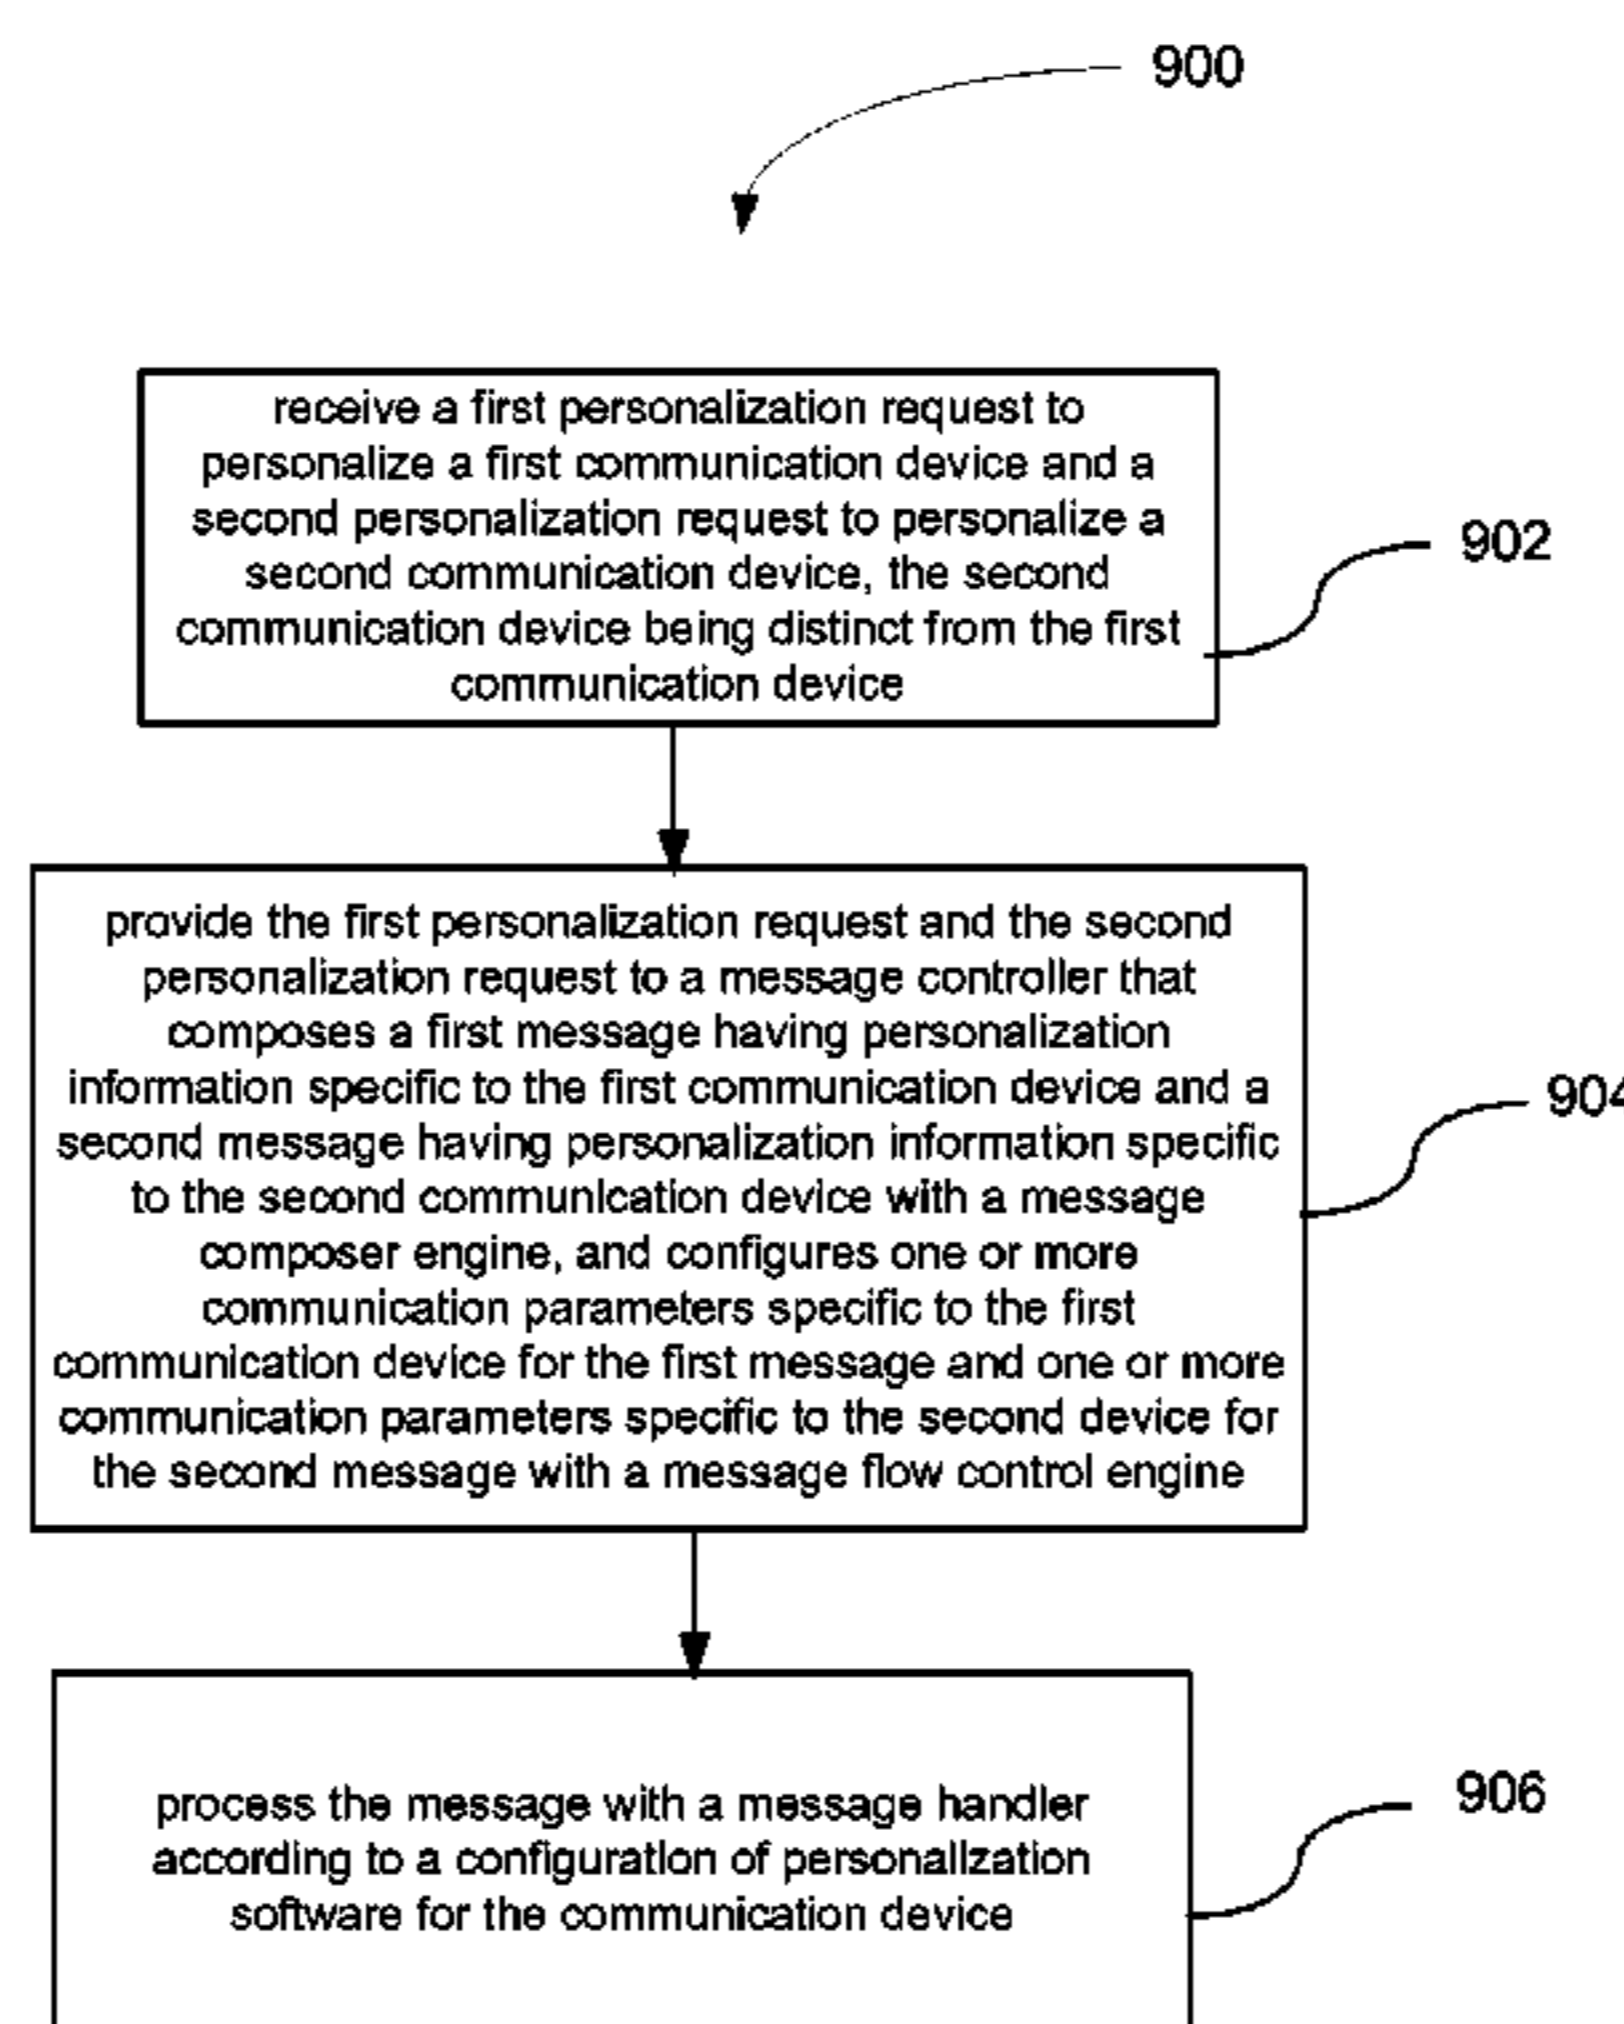 900
receive a first personalization request to
personalize a first communication device and a
second personalization request to personalize a
second communication device, the second
communication device being distinct from the first
communication device
902
provide the first personalization request and the second
personalization request to a message controller that
composes a first message having personalization
information specific to the first communication device and a
second message having personalization information specific
to the second communication device with a message
composer engine, and configures one or more
communication parameters specific to the first
communication device for the first message and one or more
communication parameters specific to the second device for
the second message with a message flow control engine
904
process the message with a message handler
according to a configuration of personalization
software for the communication device
906